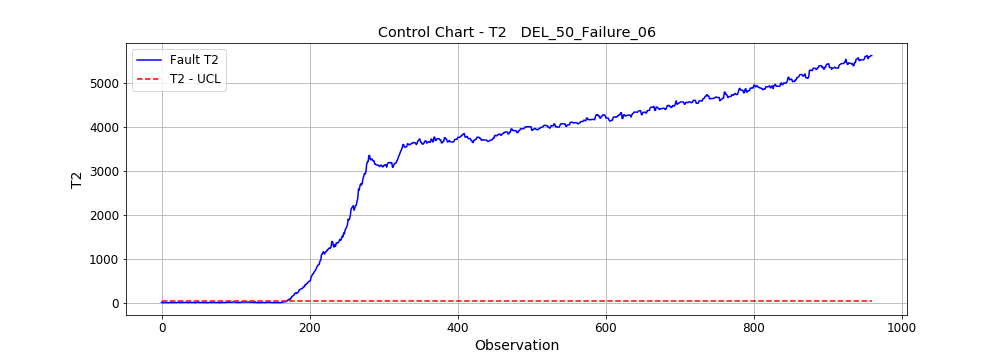 Control Chart - T2   DEL_50_Failure_06
Fault T2
T2 - UCL
T2
5000
4000
3000
2000
1000
0
0 200 400 600 800 1000
Observation